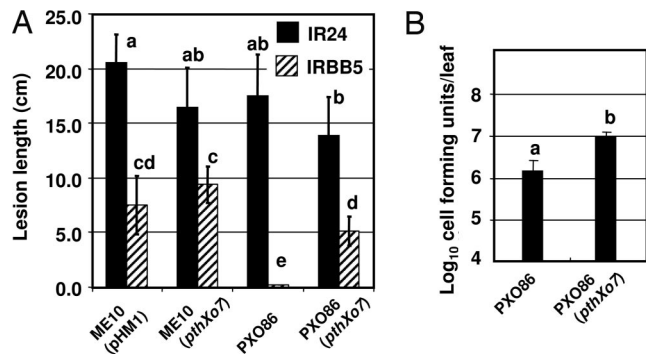 A
Lesion length (cm)
25.0
20.0
15.0
10.0
5.0
0.0
a
ab
ab
b
cd
c
e
d
IR24
IRBB5
ME10
(pHM1)
ME10
(pthXo7)
PXO86
PXO86
(pthXo7)
B
Log10 cell forming units/leaf
8
7
6
5
4
a
b
PXO86
PXO86
(pthXo7)